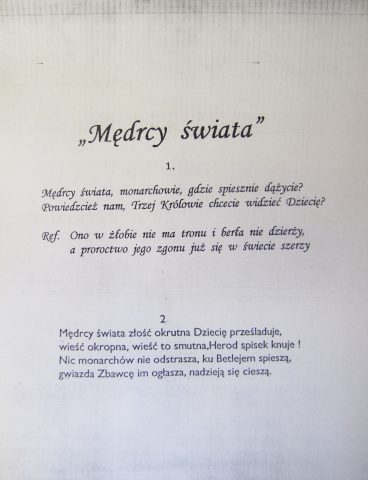 „Mędrcy świata”
1.
Mędrcy świata, monarchowie, gdzie spiesznie dążycie?
Powiedzcież nam, Trzej Królowie chcecie widzieć Dziecię?
Ref. Ono w żłobie nie ma tronu i berła nie dzierży,
a proroctwo jego zgonu już się w świecie szerzy
2
Mędrcy świata złość okrutna Dziecię prześladuje,
wieść okropna, wieść to smutna,Herod spisek knuje !
Nic monarchów nie odstrasza, ku Betlejem spieszą,
gwiazda Zbawcę im ogłasza, nadzieją się cieszą.